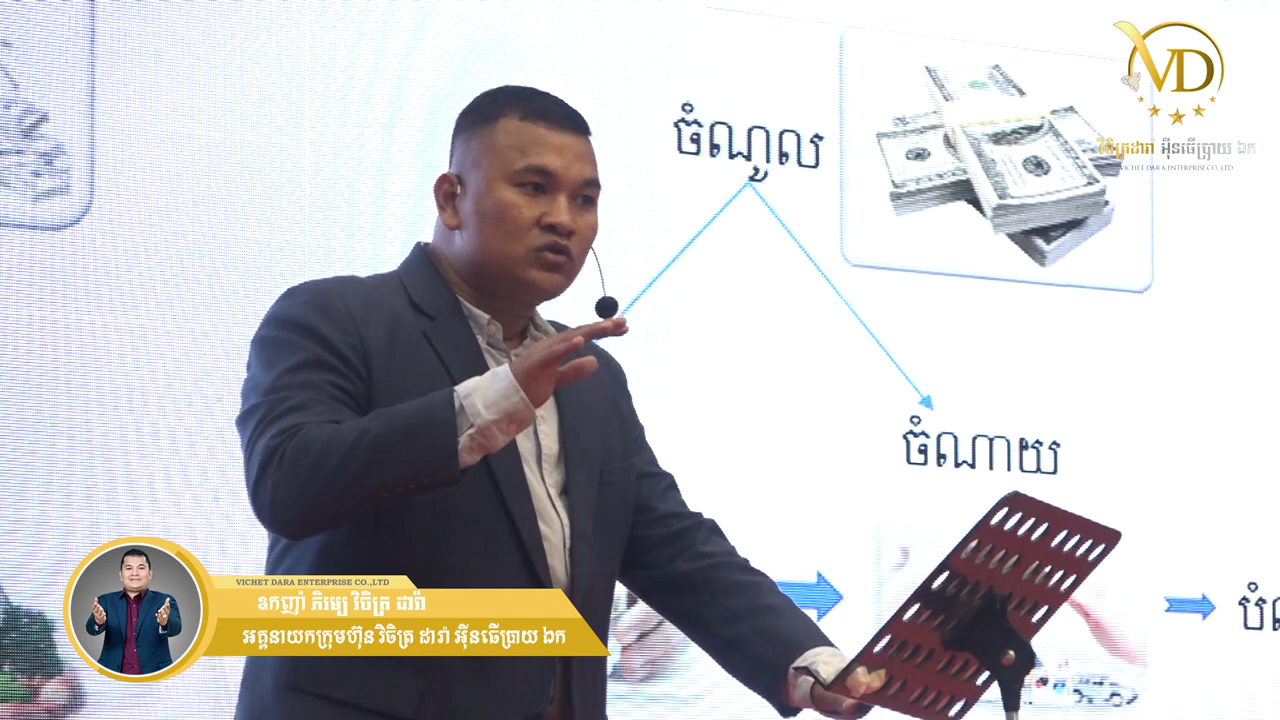 ចំណូល
VD
វិចិត្រដារ៉ា អ៊ីនធើប្រាយ ឯក
VICHET DARA ENTERPRISE CO.,LTD
ចំណាយ
VICHET DARA ENTERPRISE CO.,LTD
ឧកញ៉ា ភិម្យេ វិចិត្រ ដារ៉ា
អគ្គនាយកក្រុមហ៊ុន វិចិត្រ ដារ៉ា អ៊ីនធើប្រាយ ឯក